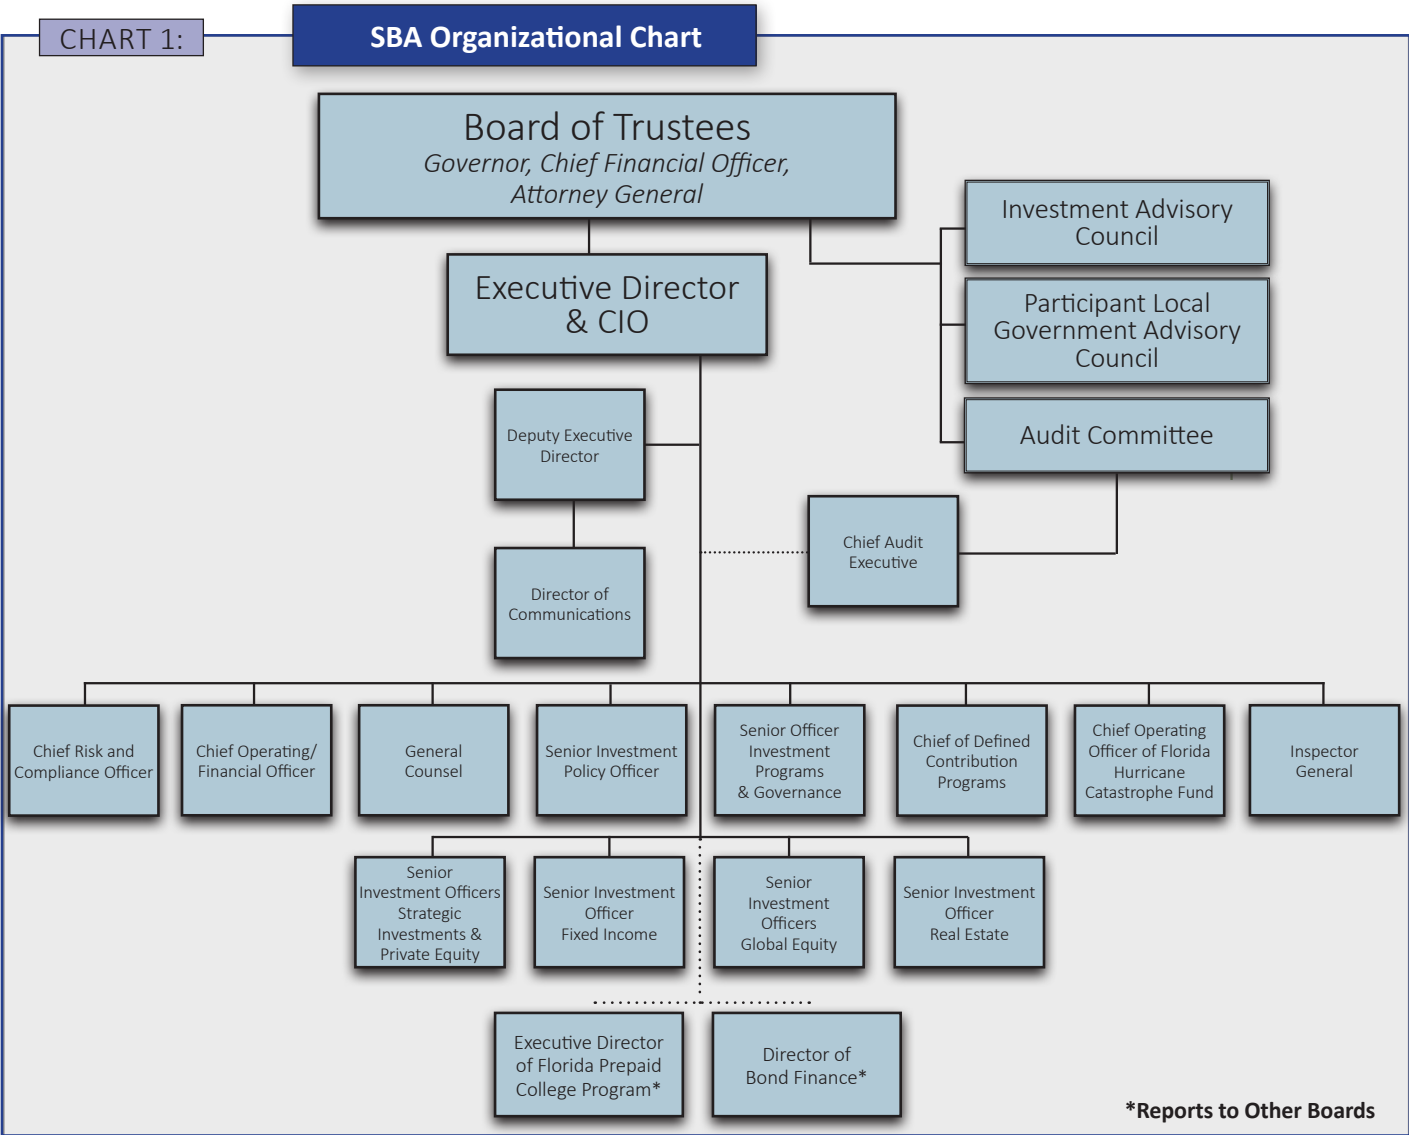 CHART 1:
SBA Organizational Chart
Board of Trustees
Governor, Chief Financial Officer,
Attorney General
Investment Advisory
Council
Executive Director
& CIO
Participant Local
Government Advisory
Council
Audit Committee
Deputy Executive
Director
Chief Audit
Executive
Director of
Communications
Chief Risk and
Compliance Officer
Chief Operating/
Financial Officer
General
Counsel
Senior Investment
Policy Officer
Senior Officer
Investment
Programs
& Governance
Chief of Defined
Contribution
Programs
Chief Operating
Officer of Florida
Hurricane
Catastrophe Fund
Inspector
General
Senior
Investment Officers
Strategic
Investments &
Private Equity
Senior Investment
Officer
Fixed Income
Senior
Investment
Officers
Global Equity
Senior Investment
Officer
Real Estate
Executive Director
of Florida Prepaid
College Program*
Director of
Bond Finance*
*Reports to Other Boards